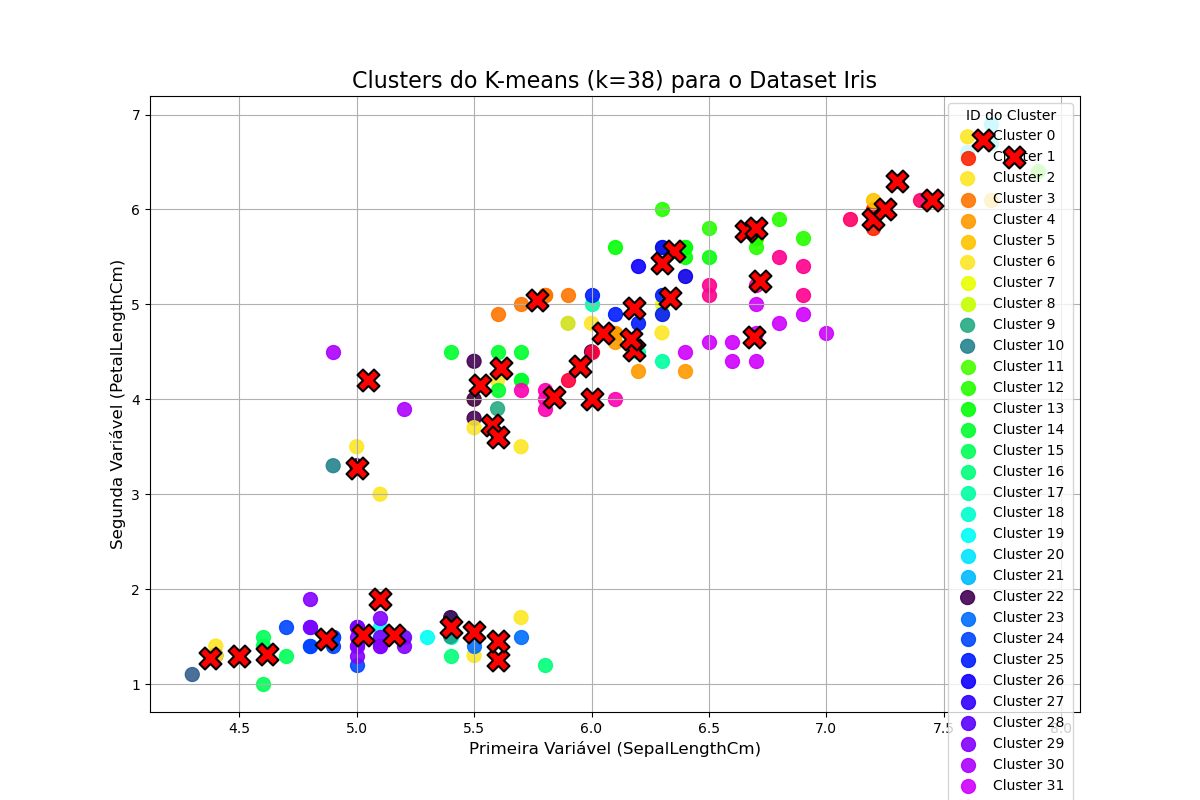 Clusters do K-means (k=38) para o Dataset Iris
Segunda Variável (PetalLengthCm)
7
6
5
4
3
2
1
4.5
5.0
5.5
6.0
6.5
7.0
7.5
8.0
Primeira Variável (SepalLengthCm)
ID do Cluster
Cluster 0
Cluster 1
Cluster 2
Cluster 3
Cluster 4
Cluster 5
Cluster 6
Cluster 7
Cluster 8
Cluster 9
Cluster 10
Cluster 11
Cluster 12
Cluster 13
Cluster 14
Cluster 15
Cluster 16
Cluster 17
Cluster 18
Cluster 19
Cluster 20
Cluster 21
Cluster 22
Cluster 23
Cluster 24
Cluster 25
Cluster 26
Cluster 27
Cluster 28
Cluster 29
Cluster 30
Cluster 31